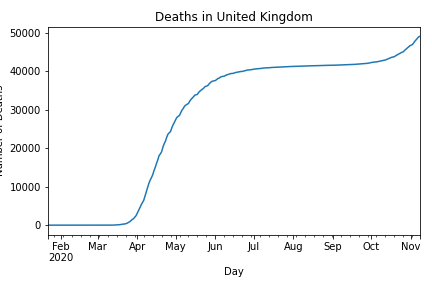 Deaths in United Kingdom
Number of Deaths
50000
40000
30000
20000
10000
0
Feb Mar Apr May Jun Jul Aug Sep Oct Nov
2020
Day